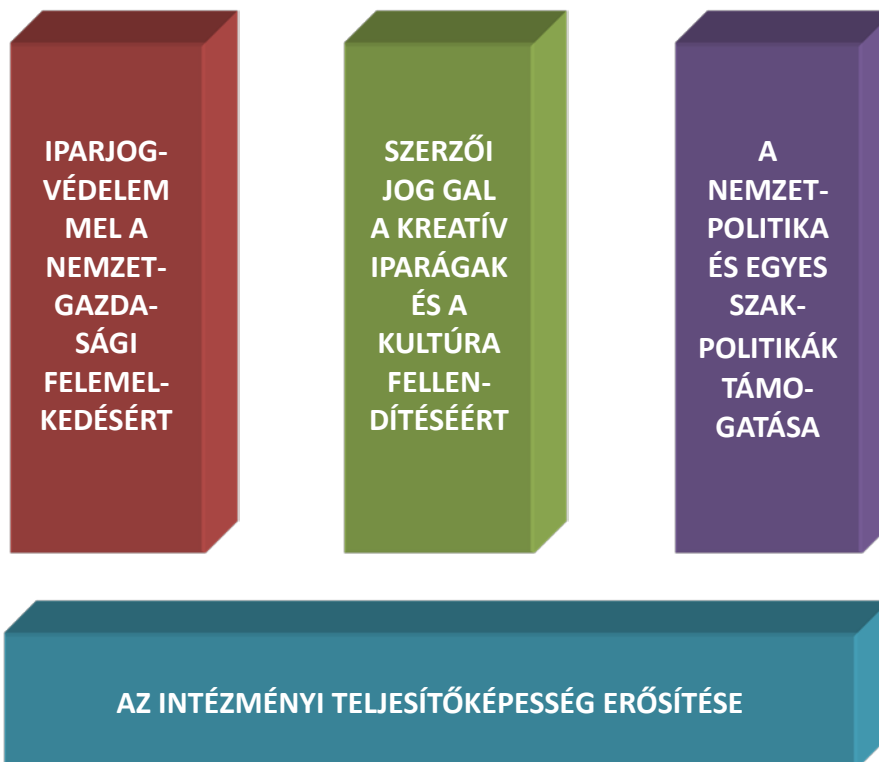 IPARJOG-
VÉDELEM
MEL A
NEMZET-
GAZDA-
SÁGI
FELEMEL-
KEDÉSÉRT
SZERZŐI
JOG GAL
A KREATÍV
IPARÁGAK
ÉS A
KULTÚRA
FELLEN-
DÍTÉSÉÉRT
A
NEMZET-
POLITIKA
ÉS EGYES
SZAK-
POLITIKÁK
TÁMO-
GATÁSA
AZ INTÉZMÉNYI TELJESÍTŐKÉPESSÉG ERŐSÍTÉSE